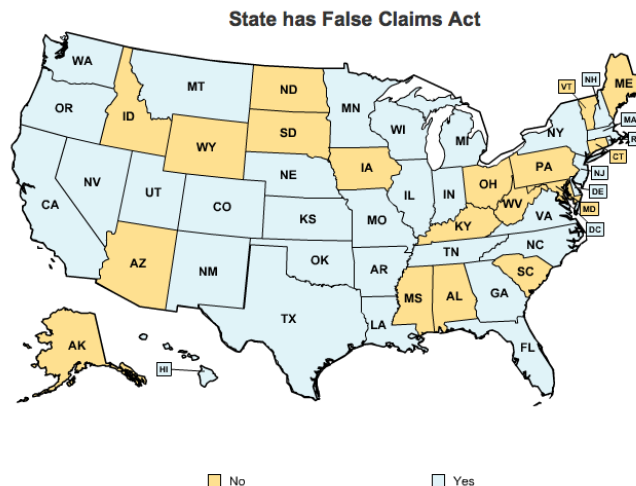 State has False Claims Act
WA
MT
ND
MN
VT
NH
ME
OR
ID
SD
WI
MI
NY
MA
R
WY
IA
PA
CT
NV
NE
IL
IN
OH
NJ
UT
CO
WV
DE
CA
KS
MO
KY
VA
MD
DC
AZ
NM
OK
AR
TN
NC
MS
AL
SC
GA
TX
LA
AK
HI
FL
No
Yes